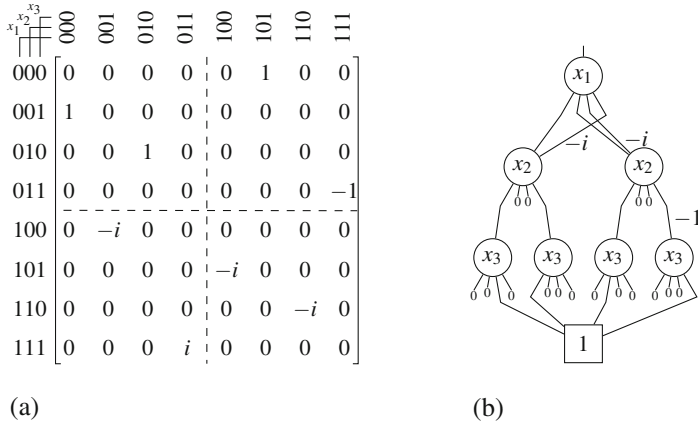 x₁ x₂ x₃ 000 001 010 011 100 101 110 111
000 0 0 0 0 0 1 0 0
001 1 0 0 0 0 0 0 0
010 0 0 1 0 0 0 0 0
011 0 0 0 0 0 0 0 −1
100 0 −i 0 0 0 0 0 0
101 0 0 0 0 −i 0 0 0
110 0 0 0 0 0 0 −i 0
111 0 0 0 i 0 0 0 0
(a)
x₁
−i −i
x₂ x₂
0 0 0 0
−1
x₃ x₃ x₃ x₃
0 0 0 0 0 0 0 0 0 0 0 0
1
(b)